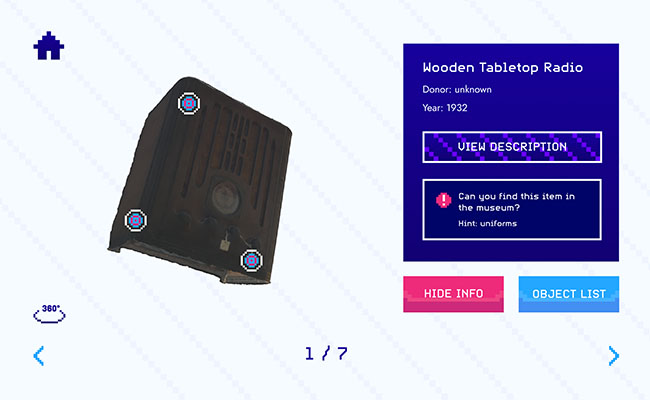 Wooden Tabletop Radio
Donor: unknown
Year: 1932
VIEW DESCRIPTION
Can you find this item in
the museum?
Hint: uniforms
HIDE INFO
OBJECT LIST
360°
1 / 7